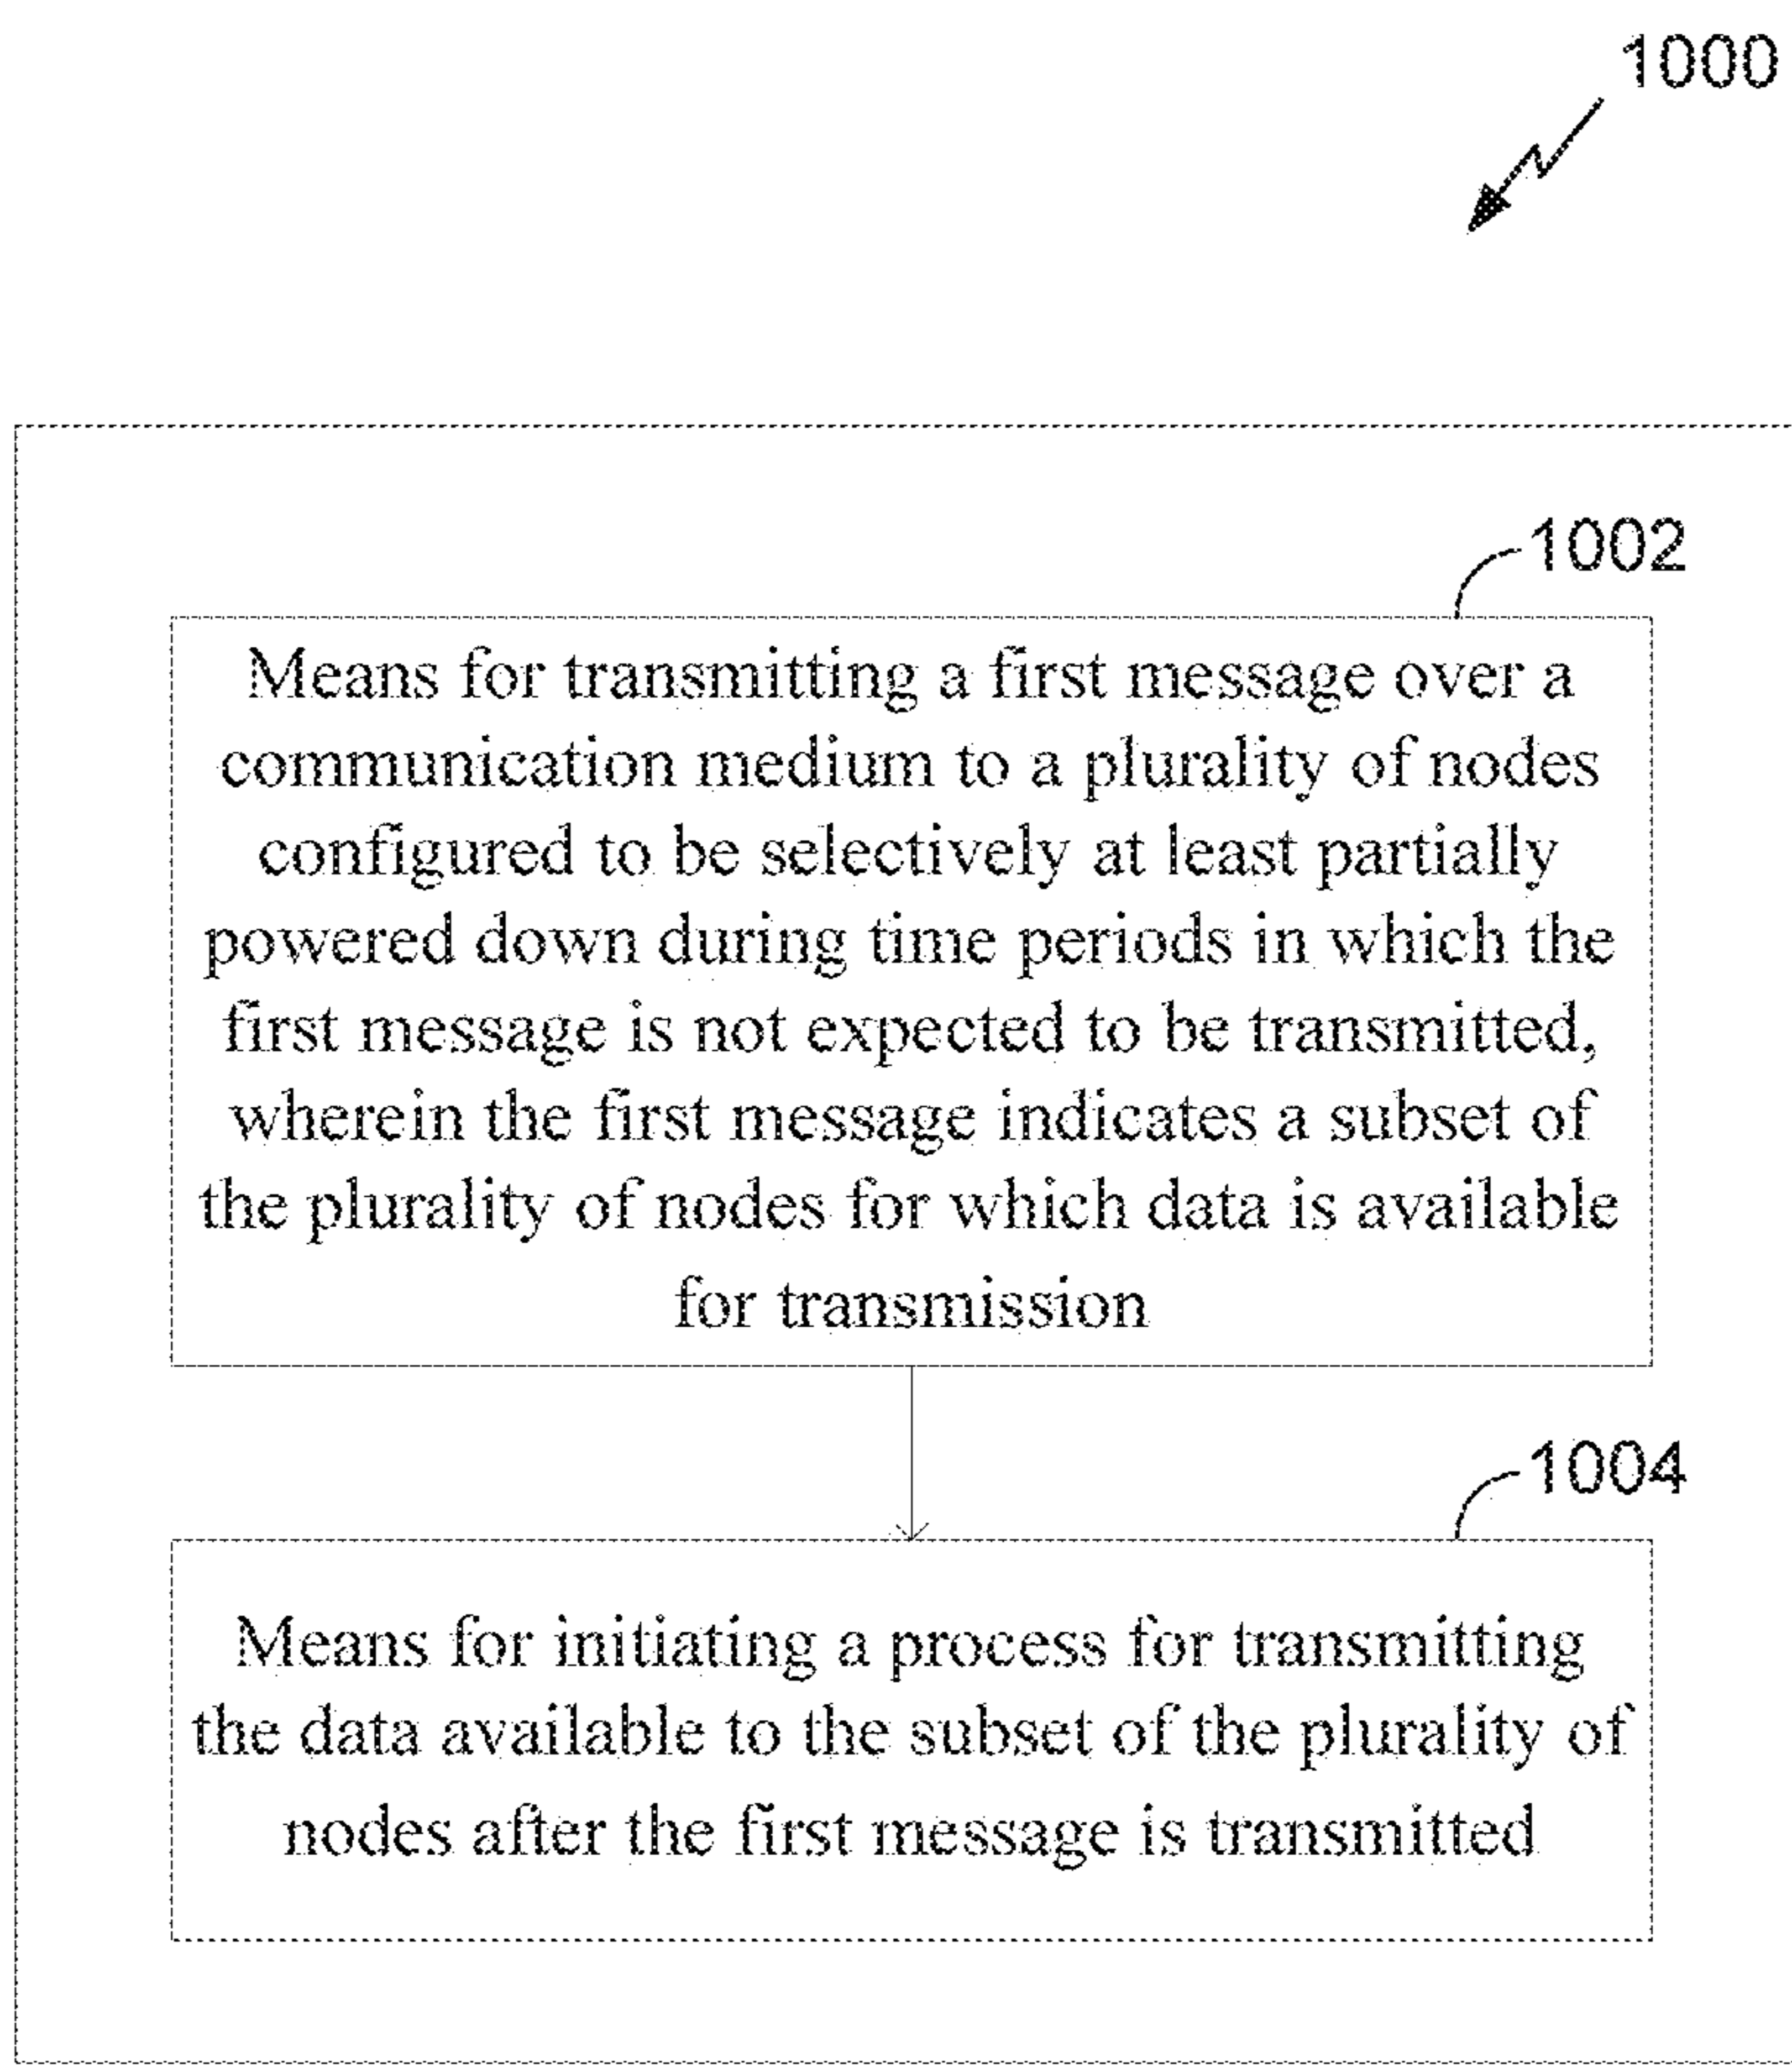 1000
1002
Means for transmitting a first message over a
communication medium to a plurality of nodes
configured to be selectively at least partially
powered down during time periods in which the
first message is not expected to be transmitted,
wherein the first message indicates a subset of
the plurality of nodes for which data is available
for transmission
1004
Means for initiating a process for transmitting
the data available to the subset of the plurality of
nodes after the first message is transmitted